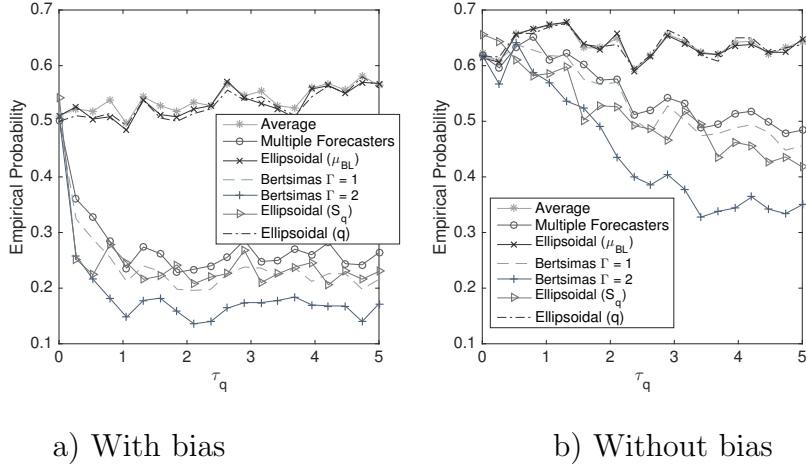 0.7
0.6
0.5
0.4
0.3
0.2
0.1
Empirical Probability
0 1 2 3 4 5
τq
Average
Multiple Forecasters
Ellipsoidal (μBL)
Bertsimas Γ = 1
Bertsimas Γ = 2
Ellipsoidal (Sq)
Ellipsoidal (q)
a) With bias
0.7
0.6
0.5
0.4
0.3
0.2
0.1
Empirical Probability
0 1 2 3 4 5
τq
Average
Multiple Forecasters
Ellipsoidal (μBL)
Bertsimas Γ = 1
Bertsimas Γ = 2
Ellipsoidal (Sq)
Ellipsoidal (q)
b) Without bias